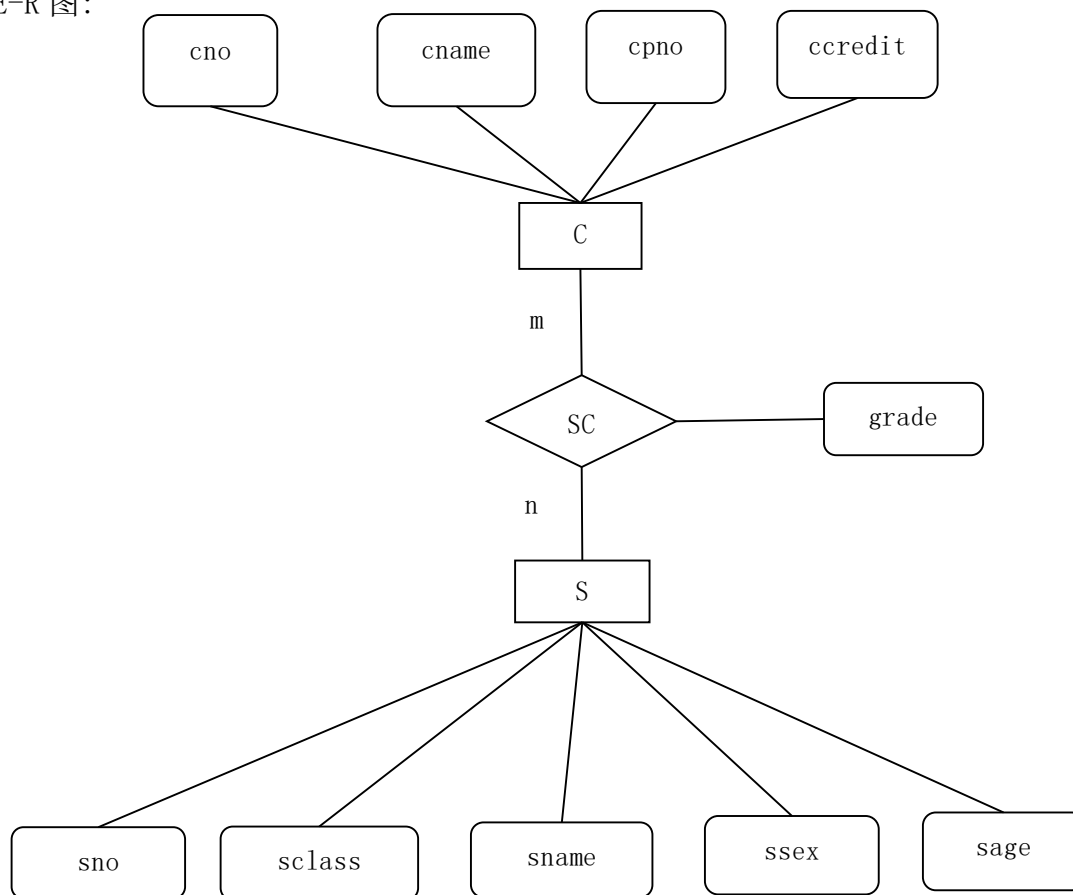 E-R 图:
cno
cname
cpno
ccredit
C
m
SC
grade
n
S
sno
sclass
sname
ssex
sage